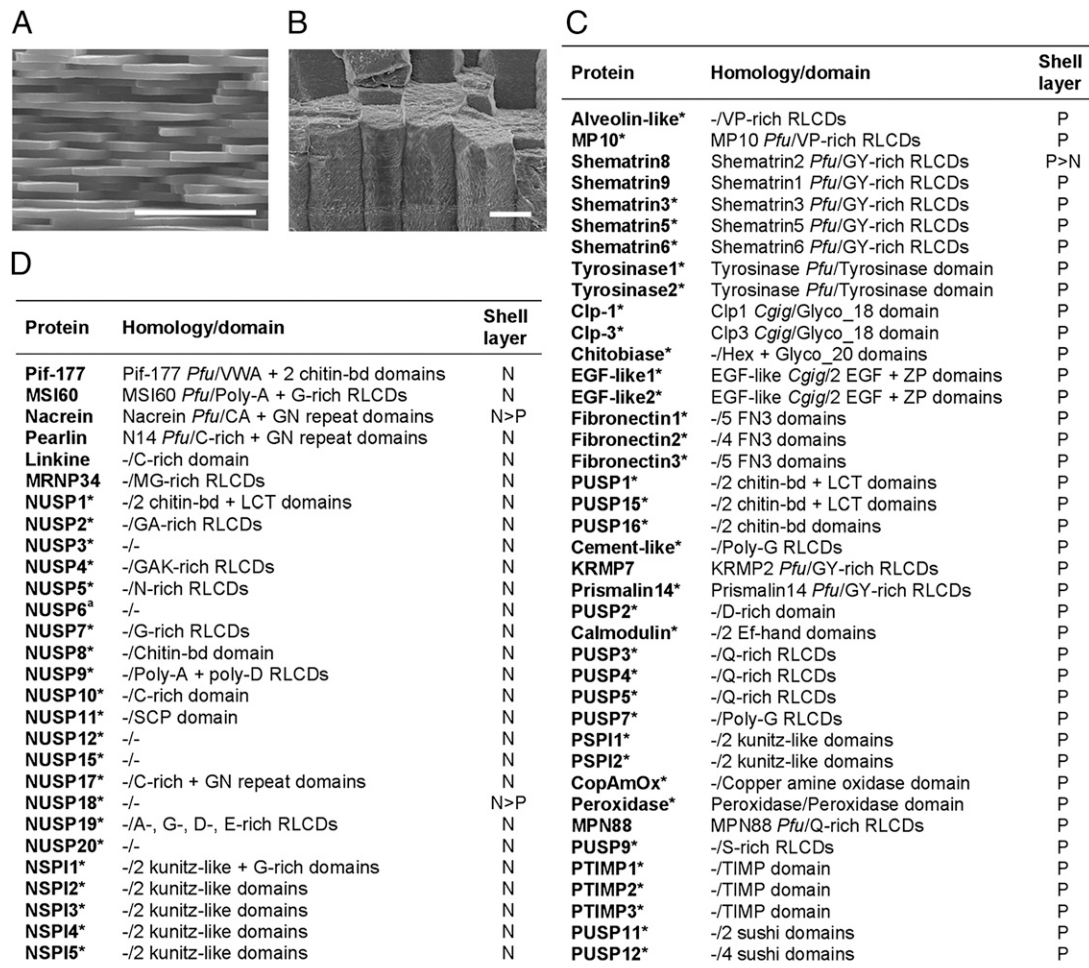 A
B
C
Protein Homology/domain Shell layer
Alveolin-like* -/VP-rich RLCDs P
MP10* MP10 Pfu/VP-rich RLCDs P
Shematrin8 Shematrin2 Pfu/GY-rich RLCDs P>N
Shematrin9 Shematrin1 Pfu/GY-rich RLCDs P
Shematrin3* Shematrin3 Pfu/GY-rich RLCDs P
Shematrin5* Shematrin5 Pfu/GY-rich RLCDs P
Shematrin6* Shematrin6 Pfu/GY-rich RLCDs P
Tyrosinase1* Tyrosinase Pfu/Tyrosinase domain P
Tyrosinase2* Tyrosinase Pfu/Tyrosinase domain P
Clp-1* Clp1 Cgig/Glyco_18 domain P
Clp-3* Clp3 Cgig/Glyco_18 domain P
Chitobiase* -/Hex + Glyco_20 domains P
EGF-like1* EGF-like Cgig/2 EGF + ZP domains P
EGF-like2* EGF-like Cgig/2 EGF + ZP domains P
Fibronectin1* -/5 FN3 domains P
Fibronectin2* -/4 FN3 domains P
Fibronectin3* -/5 FN3 domains P
PUSP1* -/2 chitin-bd + LCT domains P
PUSP15* -/2 chitin-bd + LCT domains P
PUSP16* -/2 chitin-bd domains P
Cement-like* -/Poly-G RLCDs P
KRMP7 KRMP2 Pfu/GY-rich RLCDs P
Prismalin14* Prismalin14 Pfu/GY-rich RLCDs P
PUSP2* -/D-rich domain P
Calmodulin* -/2 Ef-hand domains P
PUSP3* -/Q-rich RLCDs P
PUSP4* -/Q-rich RLCDs P
PUSP5* -/Q-rich RLCDs P
PUSP7* -/Poly-G RLCDs P
PSPI1* -/2 kunitz-like domains P
PSPI2* -/2 kunitz-like domains P
CopAmOx* -/Copper amine oxidase domain P
Peroxidase* Peroxidase/Peroxidase domain P
MPN88 MPN88 Pfu/Q-rich RLCDs P
PUSP9* -/S-rich RLCDs P
PTIMP1* -/TIMP domain P
PTIMP2* -/TIMP domain P
PTIMP3* -/TIMP domain P
PUSP11* -/2 sushi domains P
PUSP12* -/4 sushi domains P
D
Protein Homology/domain Shell layer
Pif-177 Pif-177 Pfu/VWA + 2 chitin-bd domains N
MSI60 MSI60 Pfu/Poly-A + G-rich RLCDs N
Nacrein Nacrein Pfu/CA + GN repeat domains N>P
Pearlin N14 Pfu/C-rich + GN repeat domains N
Linkine -/C-rich domain N
MRNP34 -/MG-rich RLCDs N
NUSP1* -/2 chitin-bd + LCT domains N
NUSP2* -/GA-rich RLCDs N
NUSP3* -/- N
NUSP4* -/GAK-rich RLCDs N
NUSP5* -/N-rich RLCDs N
NUSP6ª -/- N
NUSP7* -/G-rich RLCDs N
NUSP8* -/Chitin-bd domain N
NUSP9* -/Poly-A + poly-D RLCDs N
NUSP10* -/C-rich domain N
NUSP11* -/SCP domain N
NUSP12* -/- N
NUSP15* -/- N
NUSP17* -/C-rich + GN repeat domains N
NUSP18* -/- N>P
NUSP19* -/A-, G-, D-, E-rich RLCDs N
NUSP20* -/- N
NSPI1* -/2 kunitz-like + G-rich domains N
NSPI2* -/2 kunitz-like domains N
NSPI3* -/2 kunitz-like domains N
NSPI4* -/2 kunitz-like domains N
NSPI5* -/2 kunitz-like domains N